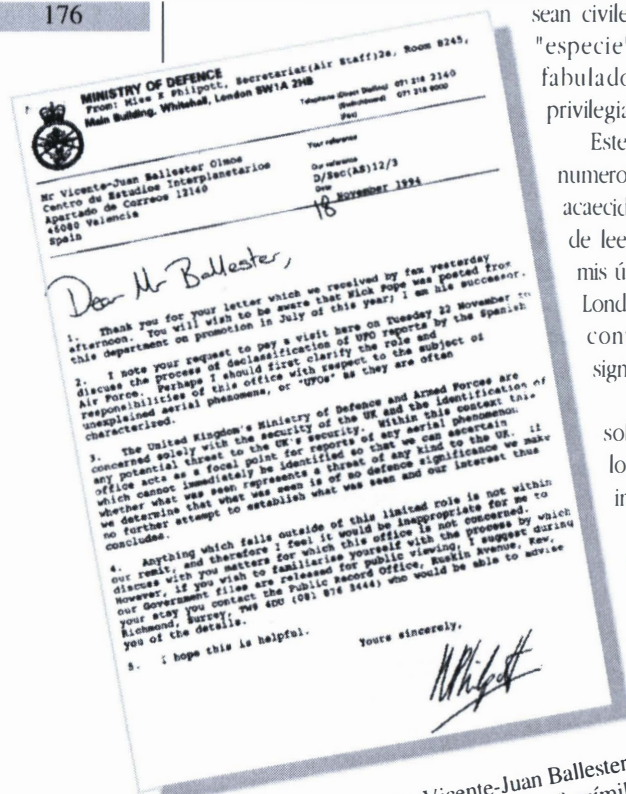 176
MINISTRY OF DEFENCE
From: Miss K Philpott, Secretariat(Air Staff)2a, Room 8245,
Main Building, Whitehall, London SW1A 2HB
Telephone (Direct Dialling) 071 218 2140
(Switchboard) 071 218 9000
(Fax)
Mr Vicente-Juan Ballester Olmos
Centro de Estudios Interplanetarios
Apartado de Correos 12140
46080 Valencia
Spain
Your reference
Our reference
D/Sec(AS)12/3
Date
18 November 1994
Dear Mr Ballester,
1. Thank you for your letter which we received by fax yesterday
afternoon. You will wish to be aware that Nick Pope was posted from
this department on promotion in July of this year; I am his successor.
2. I note your request to pay a visit here on Tuesday 22 November to
discuss the process of declassification of UFO reports by the Spanish
Air Force. Perhaps I should first clarify the role and
responsibilities of this office with respect to the subject of
unexplained aerial phenomena, or "UFOs" as they are often
characterized.
3. The United Kingdom's Ministry of Defence and Armed Forces are
concerned solely with the security of the UK and the identification of
any potential threat to the UK's security. Within this context this
office acts as a focal point for reports of any aerial phenomenon
which cannot immediately be identified so that we can ascertain
whether what was seen represents a threat of any kind to the UK. If
we determine that what was seen is of no defence significance we make
no further attempt to establish what was seen and our interest thus
concludes.
4. Anything which falls outside of this limited role is not within
our remit, and therefore I feel it would be inappropriate for me to
discuss with you matters for which this office is not concerned.
However, if you wish to familiarise yourself with the process by which
our Government files are released for public viewing, I suggest during
your stay you contact the Public Record Office, Ruskin Avenue, Kew,
Richmond, Surrey, TW9 4DU (081 876 3444) who would be able to advise
you of the details.
5. I hope this is helpful.
Yours sincerely,
KPhilpott
sean civile
"especie"
fabulado
privilegia
Este
numero
acaecid
de lee
mis ú
Lond
con
sign
sol
lo
in
Vicente-Juan Ballester